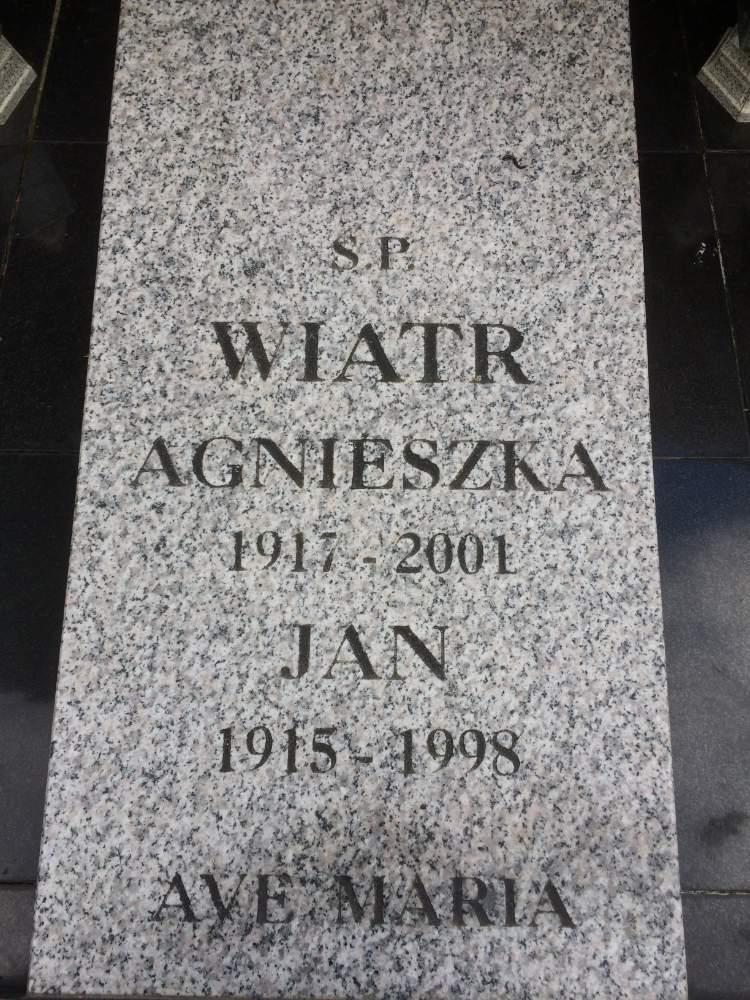 S.P.
WIATR
AGNIESZKA
1917 - 2001
JAN
1915 - 1998
AVE MARIA